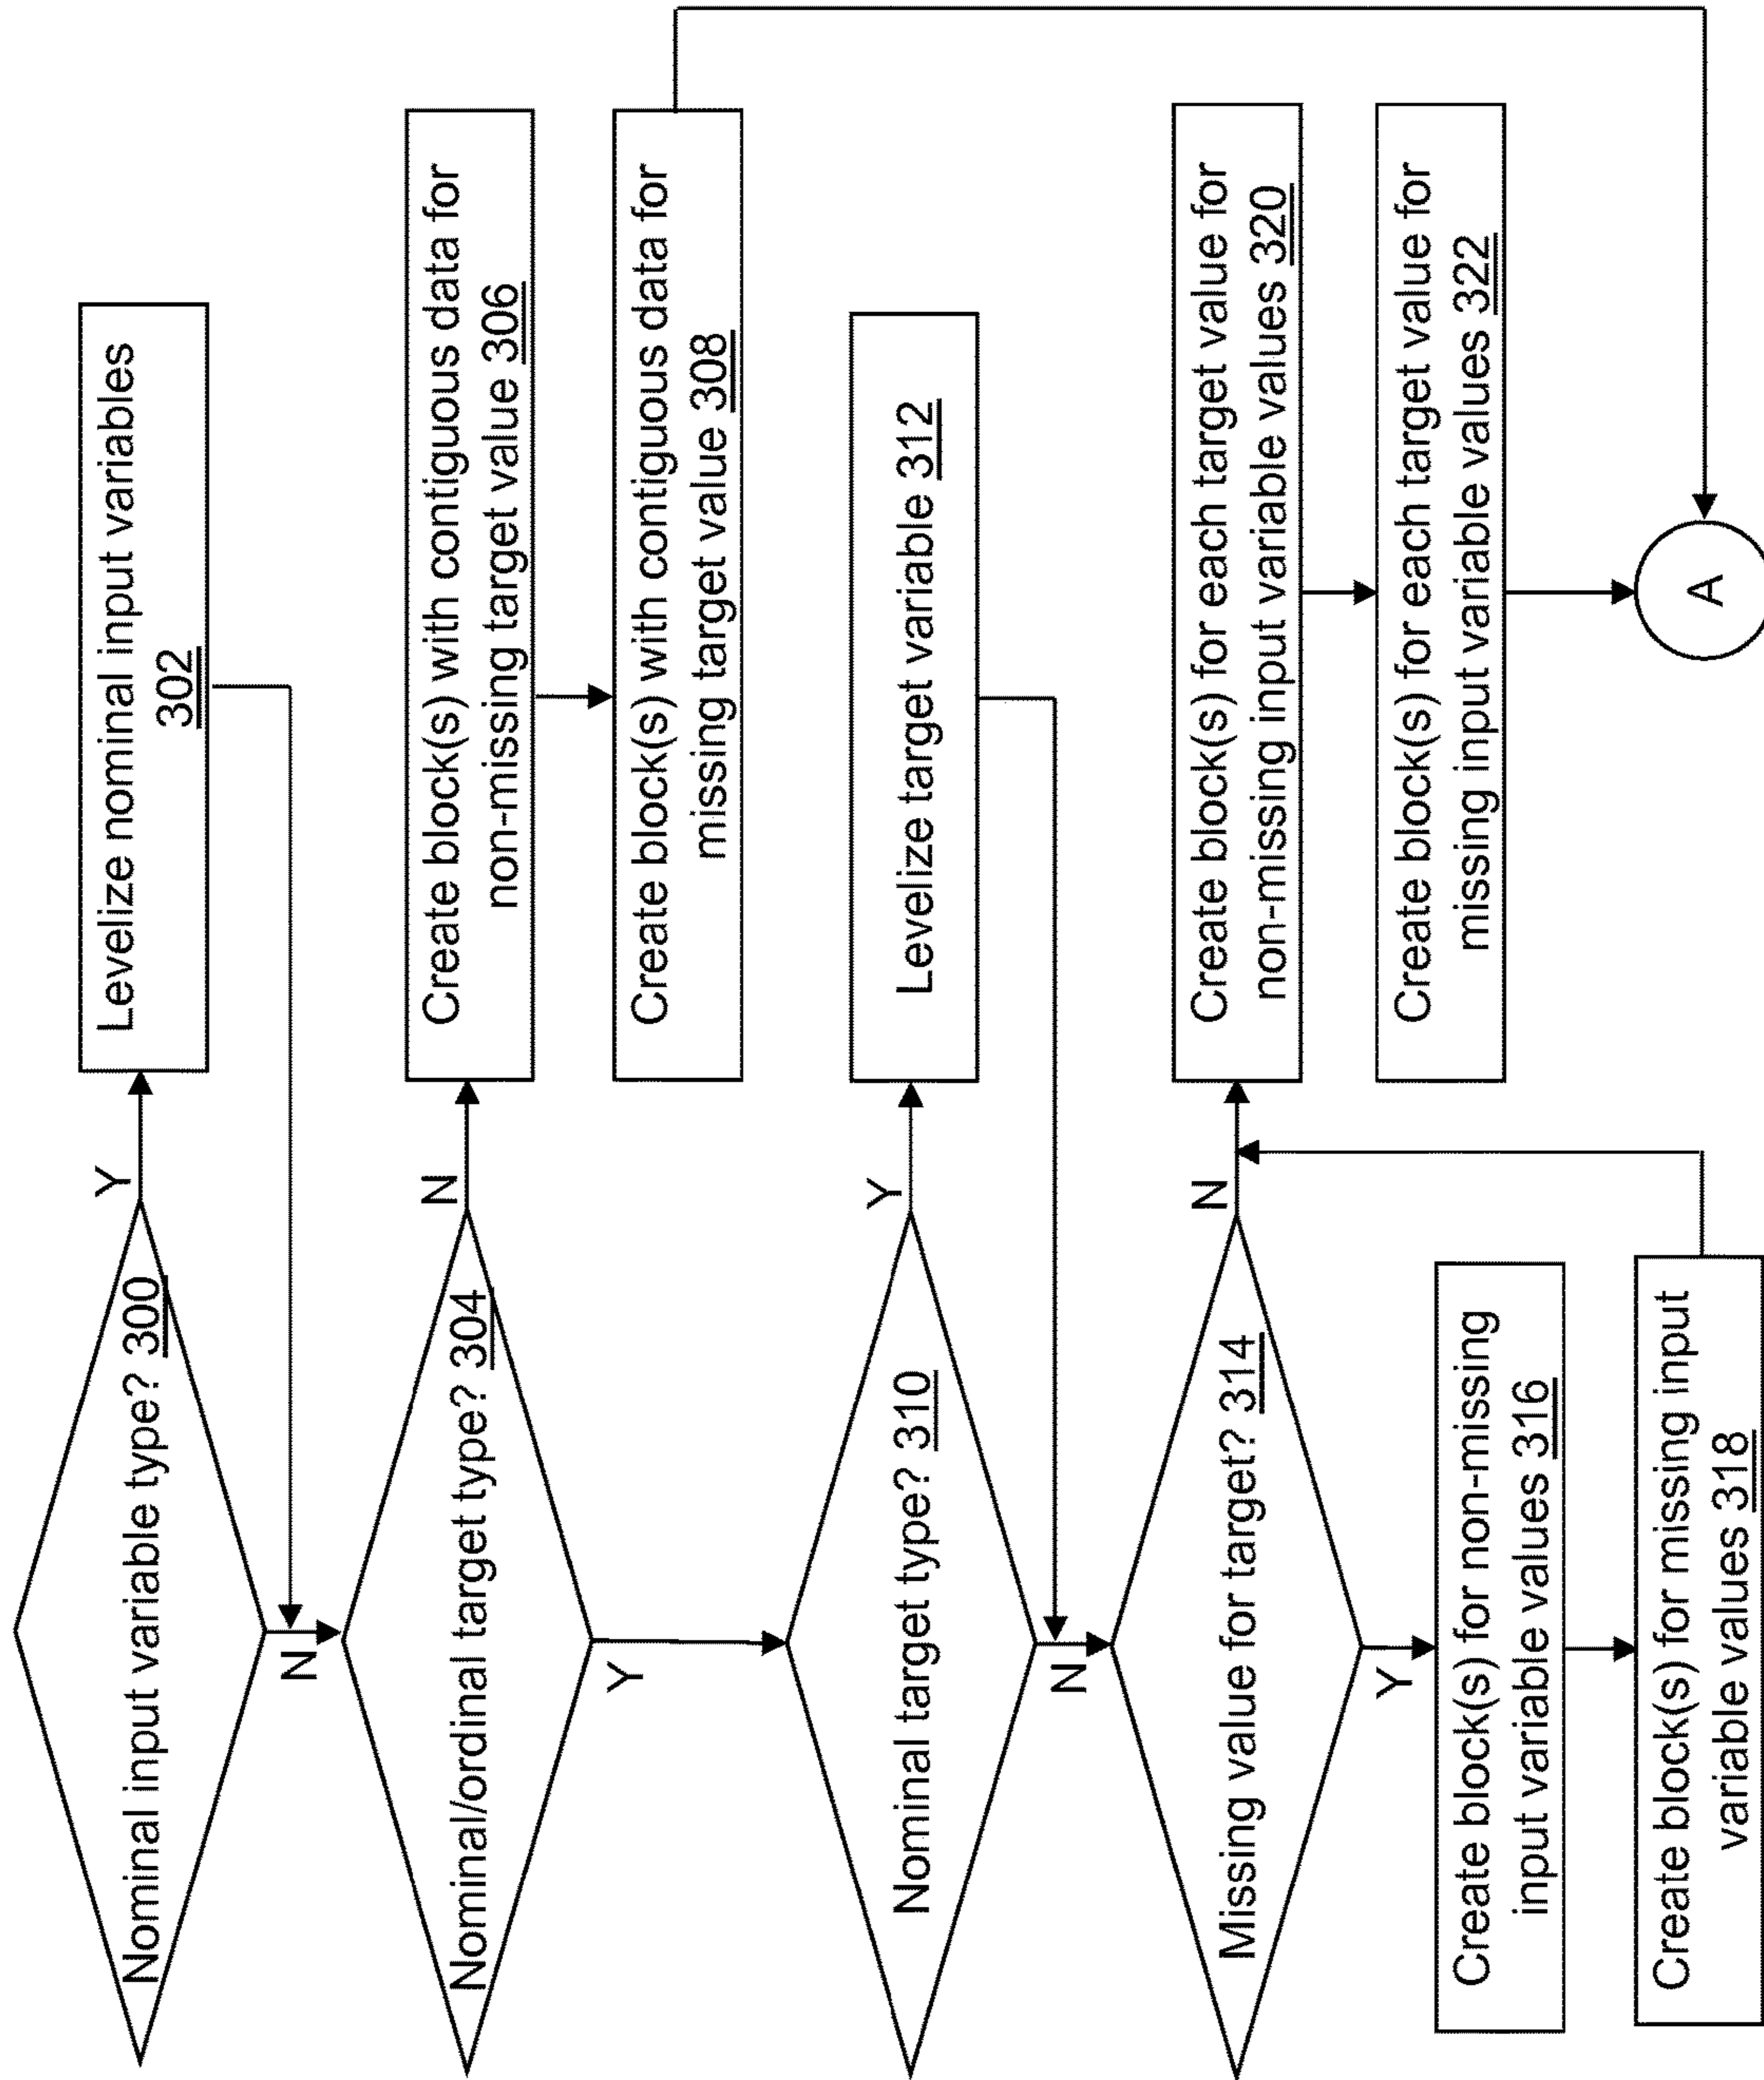 Nominal input variable type? 300
Y
Levelize nominal input variables
302
N
Nominal/ordinal target type? 304
N
Create block(s) with contiguous data for
non-missing target value 306
Create block(s) with contiguous data for
missing target value 308
Y
Nominal target type? 310
Y
Levelize target variable 312
N
Missing value for target? 314
N
Create block(s) for each target value for
non-missing input variable values 320
Create block(s) for each target value for
missing input variable values 322
Y
Create block(s) for non-missing
input variable values 316
Create block(s) for missing input
variable values 318
A